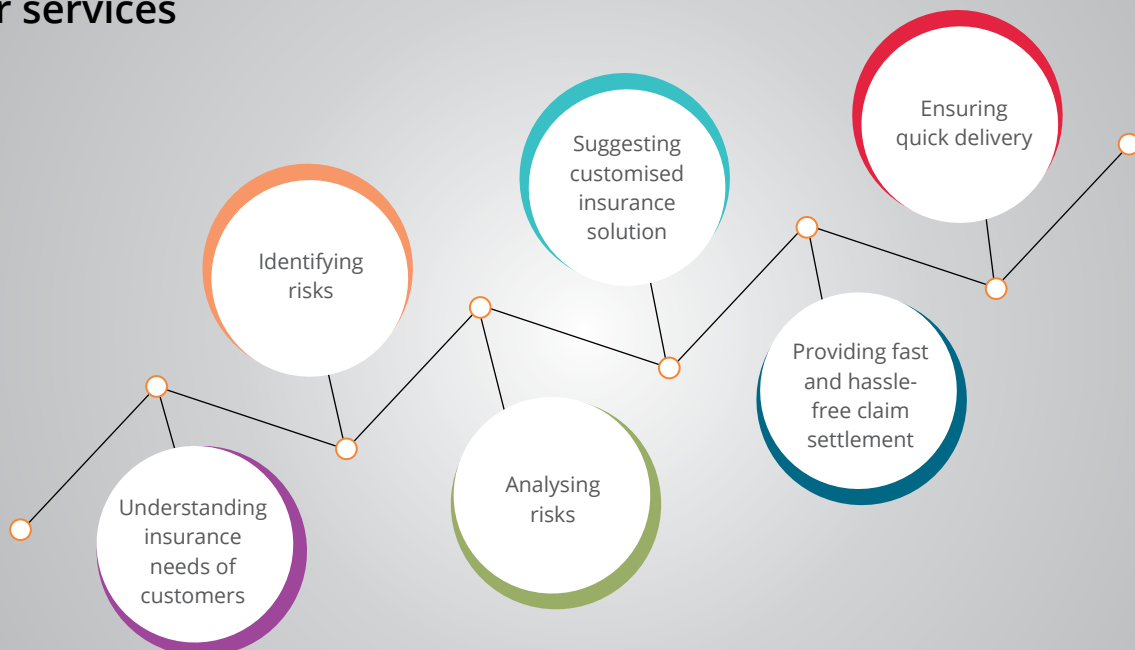 r services
Understanding
insurance
needs of
customers
Identifying
risks
Analysing
risks
Suggesting
customised
insurance
solution
Providing fast
and hassle-
free claim
settlement
Ensuring
quick delivery